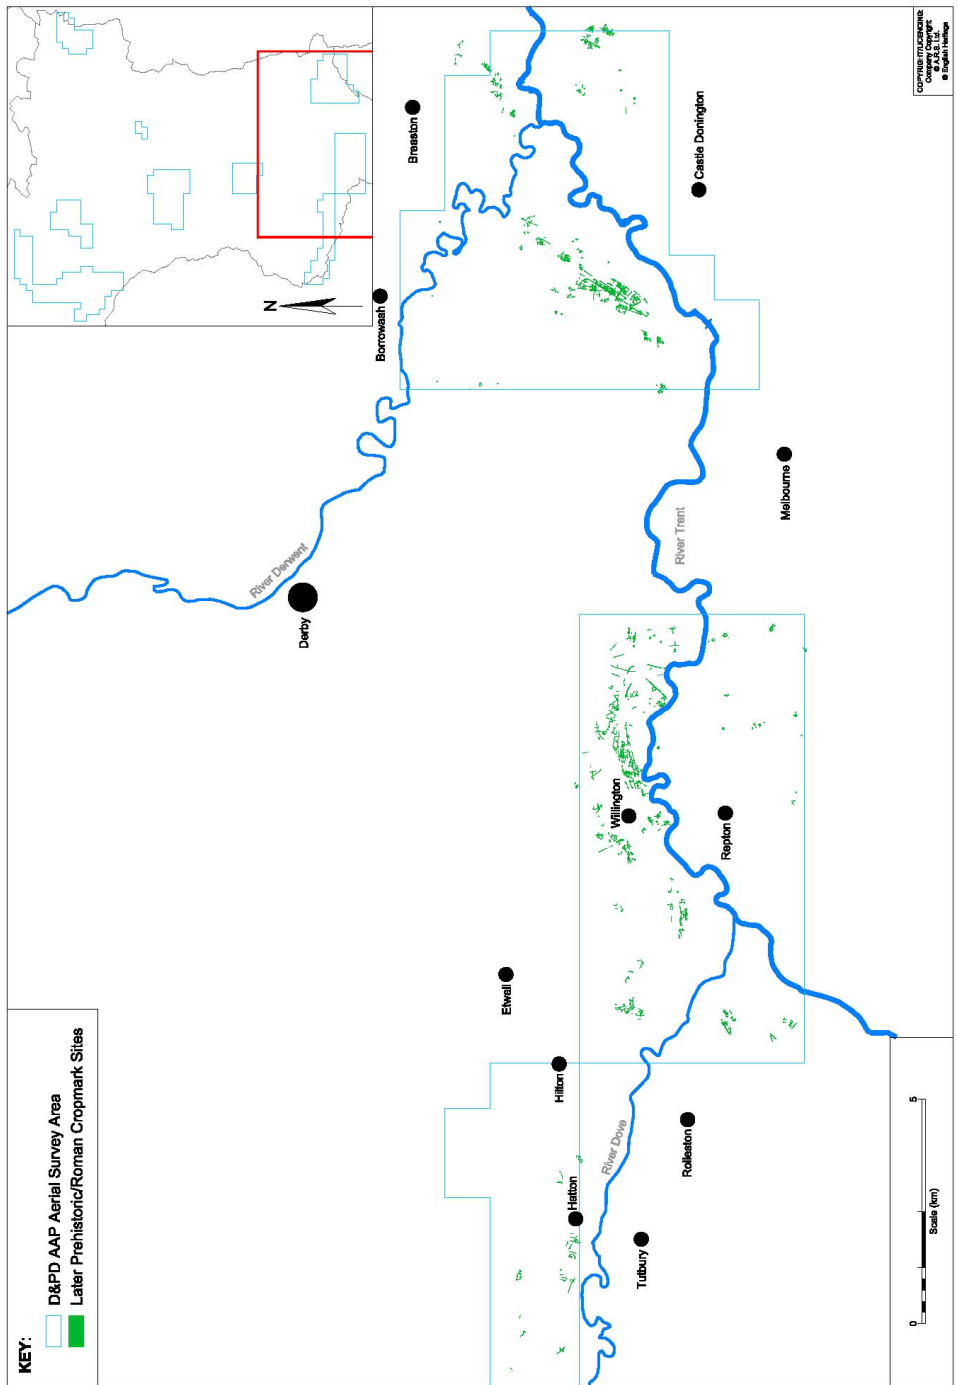 KEY:
D&PD AAP Aerial Survey Area
Later Prehistoric/Roman Cropmark Sites
N
COPYRIGHT/LICENCING:
Company Copyright
© A.R.S. Ltd.
© English Heritage
Breaston
Borrowash
Castle Donington
River Derwent
Derby
Melbourne
River Trent
Willington
Repton
Etwall
Hilton
Hatton
River Dove
Rolleston
Tutbury
0
5
Scale (km)